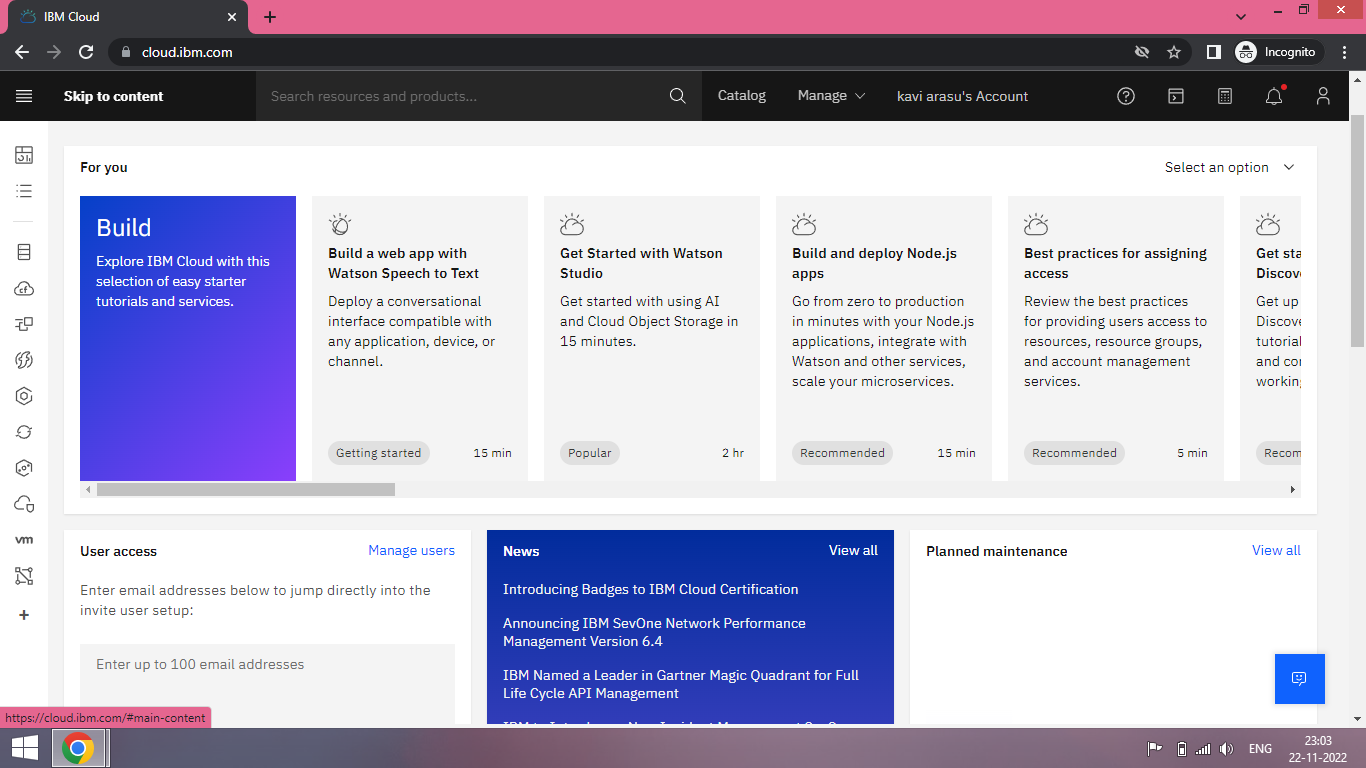 IBM Cloud
cloud.ibm.com
Incognito
Skip to content
Search resources and products...
Catalog
Manage
kavi arasu's Account
For you
Select an option
Build
Explore IBM Cloud with this
selection of easy starter
tutorials and services.
Build a web app with
Watson Speech to Text
Deploy a conversational
interface compatible with
any application, device, or
channel.
Getting started
15 min
Get Started with Watson
Studio
Get started with using AI
and Cloud Object Storage in
15 minutes.
Popular
2 hr
Build and deploy Node.js
apps
Go from zero to production
in minutes with your Node.js
applications, integrate with
Watson and other services,
scale your microservices.
Recommended
15 min
Best practices for assigning
access
Review the best practices
for providing users access to
resources, resource groups,
and account management
services.
Recommended
5 min
Get sta
Discov
Get up
Discove
tutorial
and co
working
Recom
cf
vm
User access
Manage users
Enter email addresses below to jump directly into the
invite user setup:
Enter up to 100 email addresses
News
View all
Introducing Badges to IBM Cloud Certification
Announcing IBM SevOne Network Performance
Management Version 6.4
IBM Named a Leader in Gartner Magic Quadrant for Full
Life Cycle API Management
Planned maintenance
View all
https://cloud.ibm.com/#main-content
ENG
23:03
22-11-2022